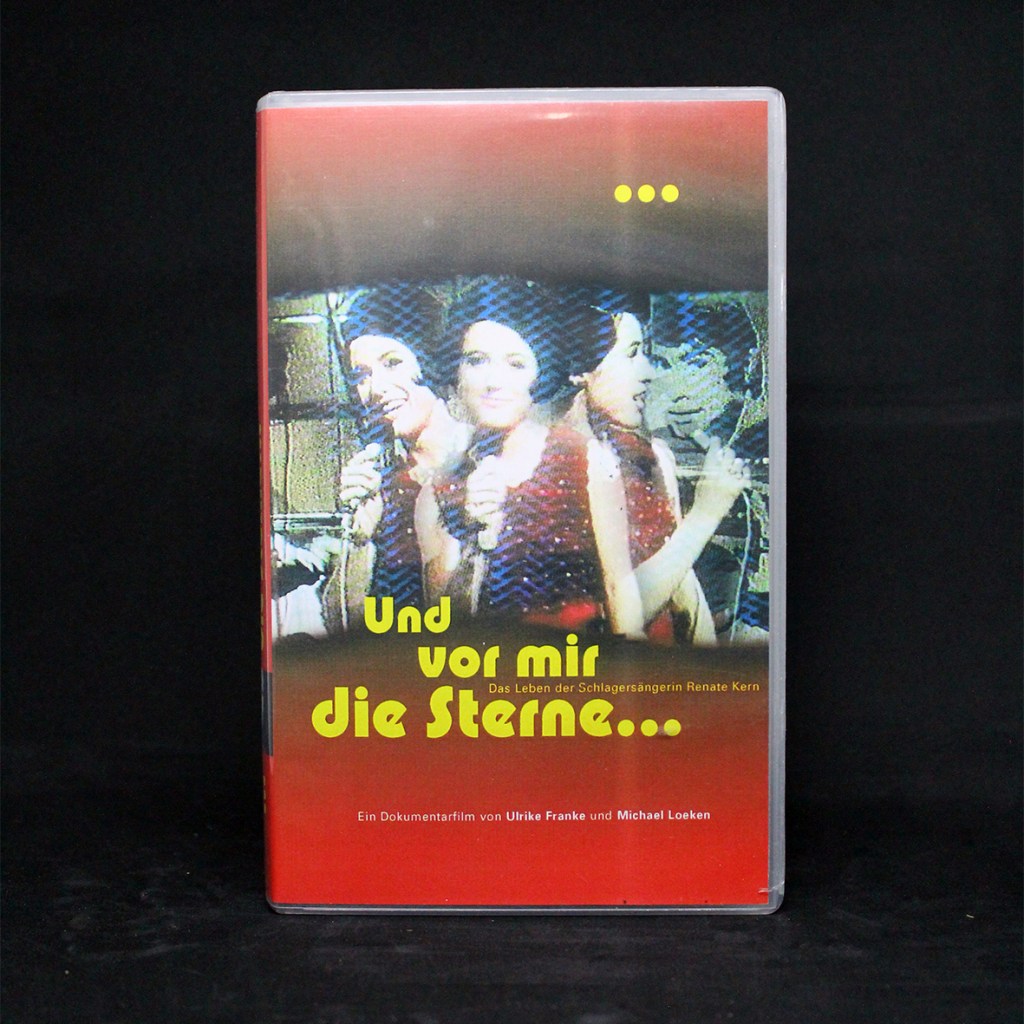 ...
Und
vor mir
Das Leben der Schlagersängerin Renate Kern
die Sterne...
Ein Dokumentarfilm von Ulrike Franke und Michael Loeken